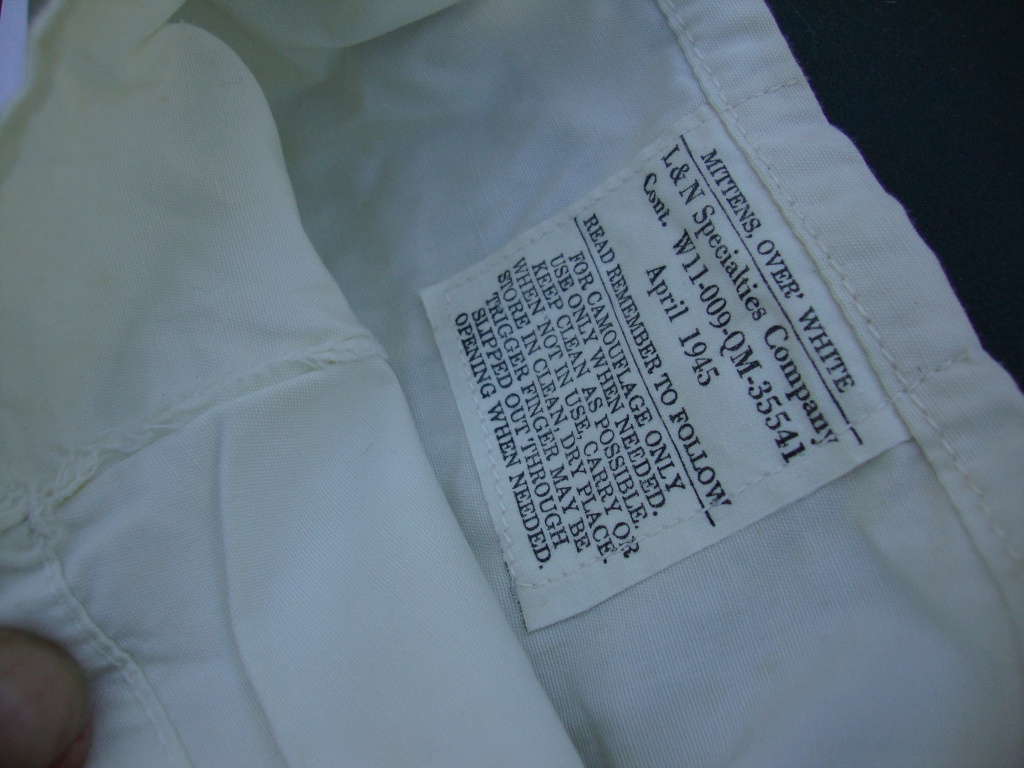 MITTENS, OVER, WHITE
L & N Specialties Company
Cont. W11-009-QM-35541
April 1945
READ REMEMBER TO FOLLOW
FOR CAMOUFLAGE ONLY
USE ONLY WHEN NEEDED.
KEEP CLEAN AS POSSIBLE.
WHEN NOT IN USE, CARRY OR
STORE IN CLEAN, DRY PLACE.
TRIGGER FINGER MAY BE
SLIPPED OUT THROUGH
OPENING WHEN NEEDED.